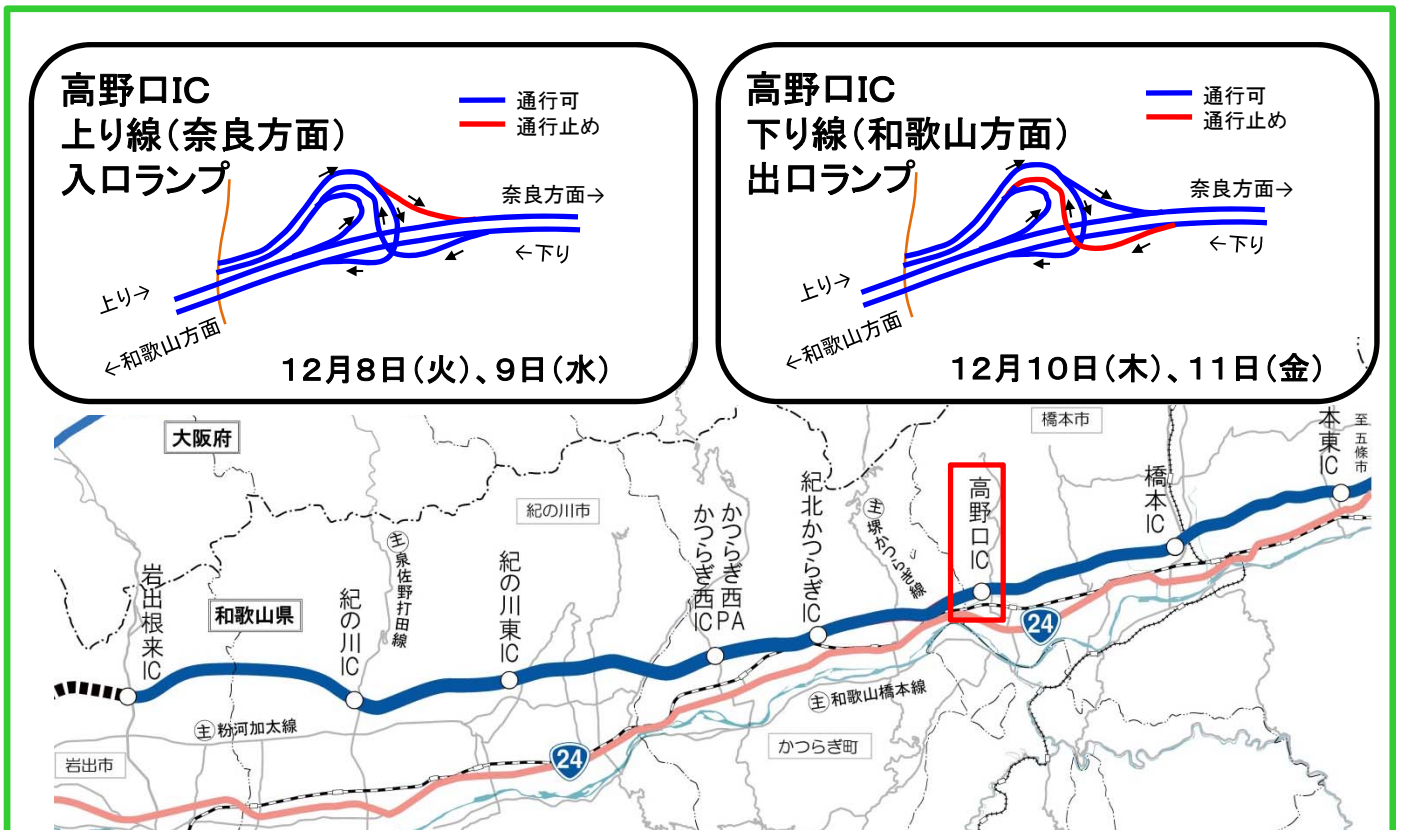 高野口IC
上り線（奈良方面）
入口ランプ
通行可
通行止め
奈良方面→
←下り
上り→
←和歌山方面
12月8日（火）、9日（水）
高野口IC
下り線（和歌山方面）
出口ランプ
通行可
通行止め
奈良方面→
←下り
上り→
←和歌山方面
12月10日（木）、11日（金）
大阪府
橋本市
本東IC
至 五條市
橋本IC
高野口IC
主 堺かつらぎ線
紀北かつらぎIC
かつらぎ西PA
かつらぎ西IC
紀の川市
紀の川東IC
主 泉佐野打田線
紀の川IC
和歌山県
岩出根来IC
24
主 和歌山橋本線
主 粉河加太線
かつらぎ町
24
岩出市